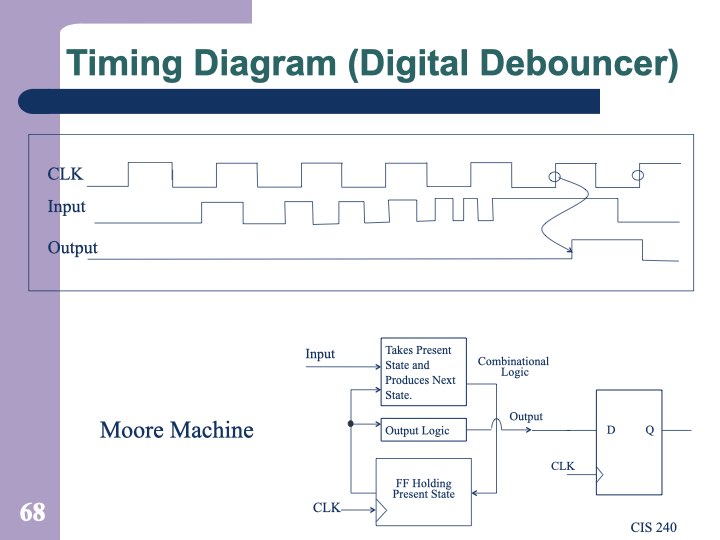 Timing Diagram (Digital Debouncer)
CLK
Input
Output
Input
Takes Present
State and
Produces Next
State.
Combinational
Logic
Output
Moore Machine
Output Logic
D
Q
CLK
FF Holding
Present State
CLK
68
CIS 240